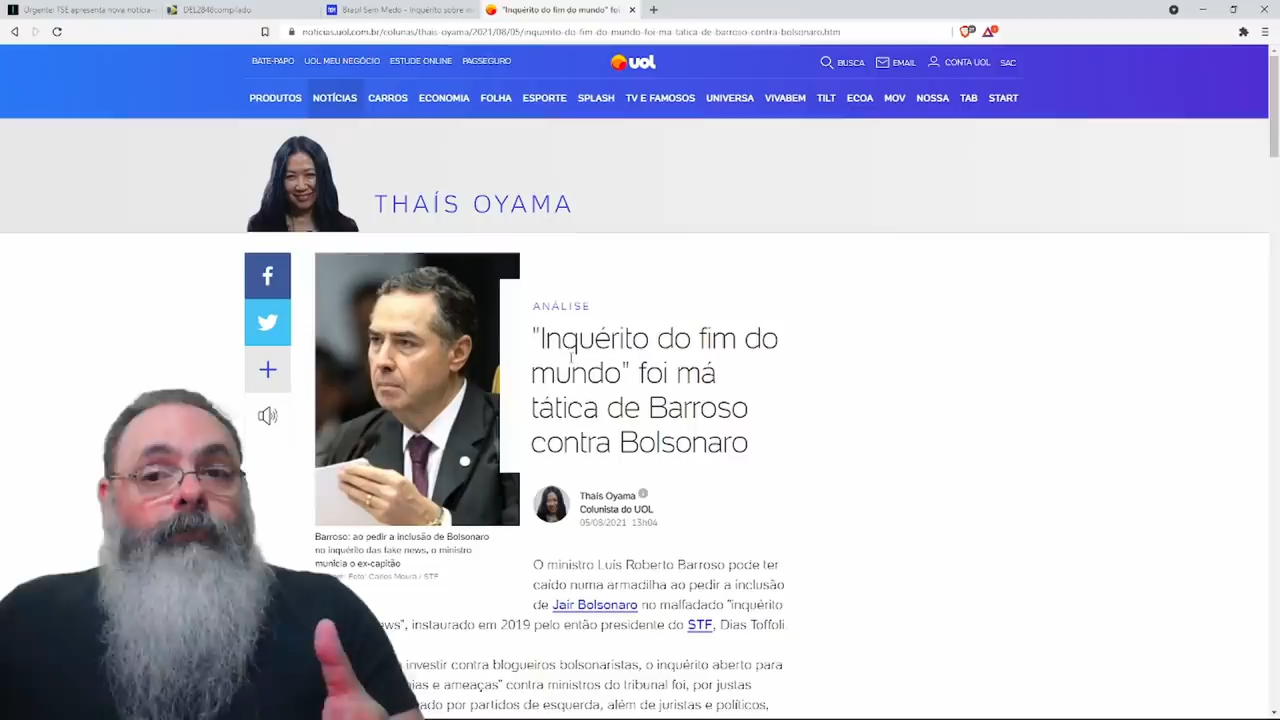 Urgente! TSE apresenta nova notícia-
DEL2848compilado
Brasil Sem Medo - Inquérito sobre
"Inquérito do fim do mundo" foi
noticias.uol.com.br/colunas/thais-oyama/2021/08/05/inquerito-do-fim-do-mundo-foi-ma-tatica-de-barroso-contra-bolsonaro.htm
BATE-PAPO UOL MEU NEGÓCIO ESTUDE ONLINE PAGSEGURO
UOL
BUSCA EMAIL CONTA UOL SAC
PRODUTOS NOTÍCIAS CARROS ECONOMIA FOLHA ESPORTE SPLASH TV E FAMOSOS UNIVERSA VIVABEM TILT ECOA MOV NOSSA TAB START
THAÍS OYAMA
ANÁLISE
"Inquérito do fim do
mundo" foi má
tática de Barroso
contra Bolsonaro
Thaís Oyama
Colunista do UOL
05/08/2021 13h04
Barroso: ao pedir a inclusão de Bolsonaro
no inquérito das fake news, o ministro
municia o ex-capitão
Foto: Carlos Moura / STF
O ministro Luís Roberto Barroso pode ter
caído numa armadilha ao pedir a inclusão
de Jair Bolsonaro no malfadado "inquérito
ws", instaurado em 2019 pelo então presidente do STF, Dias Toffoli.
investir contra blogueiros bolsonaristas, o inquérito aberto para
ias e ameaças" contra ministros do tribunal foi, por justas
ado por partidos de esquerda, além de juristas e políticos,